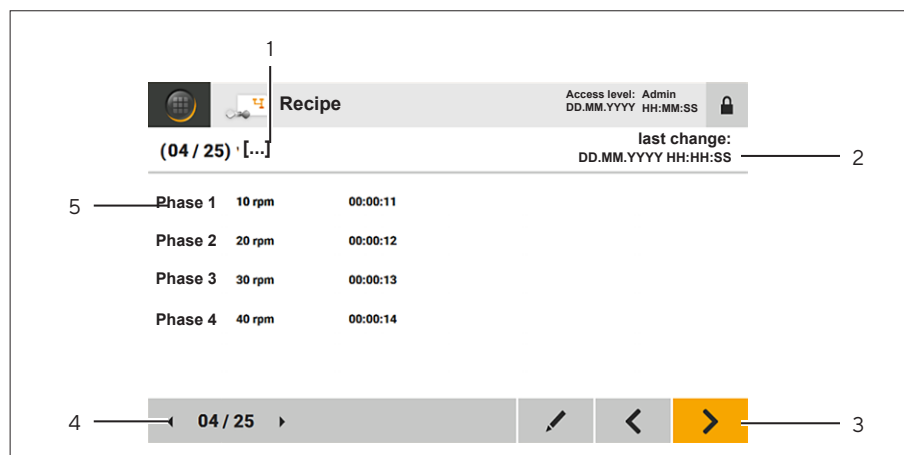 1
Recipe
Access level: Admin
DD.MM.YYYY HH:MM:SS
(04 / 25) ' [...]
last change:
DD.MM.YYYY HH:HH:SS
2
5
Phase 1 10 rpm 00:00:11
Phase 2 20 rpm 00:00:12
Phase 3 30 rpm 00:00:13
Phase 4 40 rpm 00:00:14
4
04 / 25
3